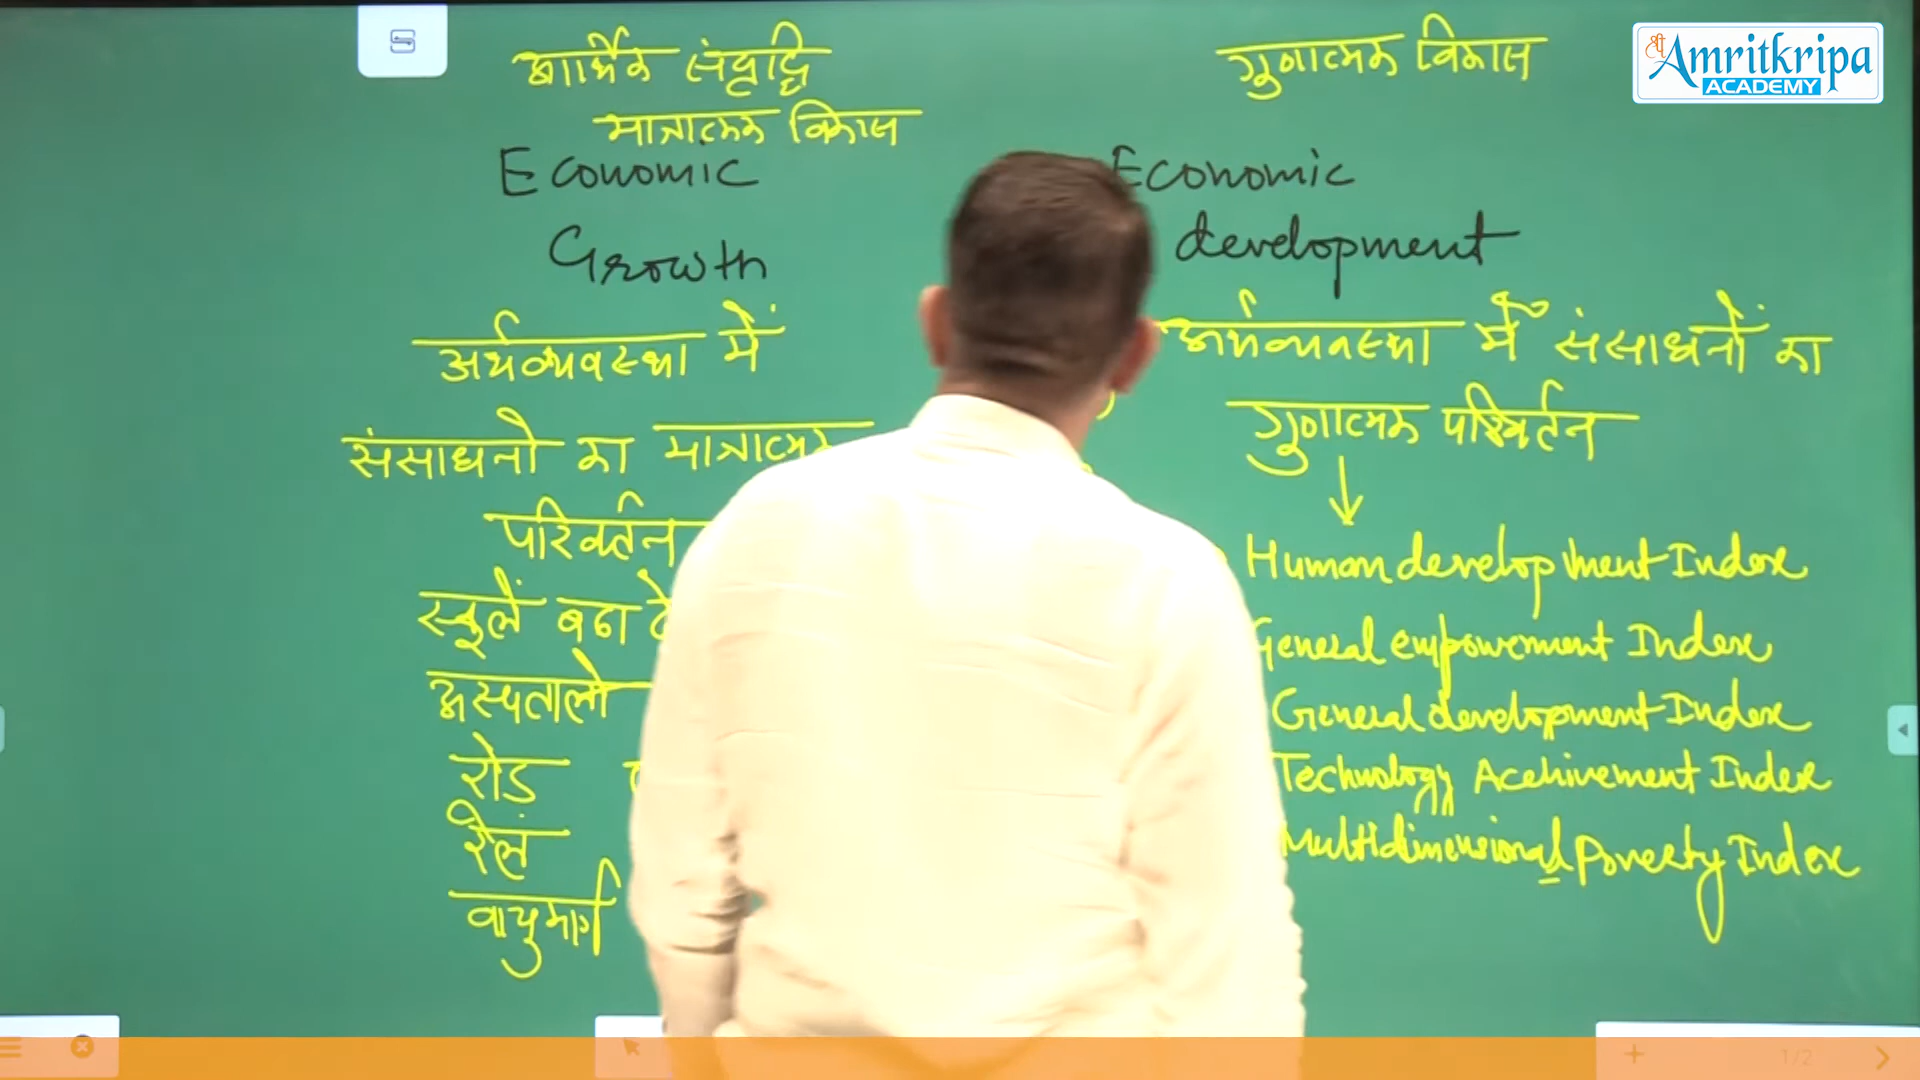 आर्थिक संवृद्धि
मात्रात्मक विकास
Economic
Growth
अर्थव्यवस्था में
संसाधनो का मात्रात्मक
परिवर्तन
स्कूलें बढा
अस्पतालो
रोड
रेलं
वायुमार्ग
गुणात्मक विकास
Economic
development
अर्थव्यवस्था में संसाधनों का
गुणात्मक परिवर्तन
Human development Index
General empowerment Index
General development Index
Technology Acehivement Index
Multidimensional Poverty Index
श्री Amritkripa
ACADEMY
1/2